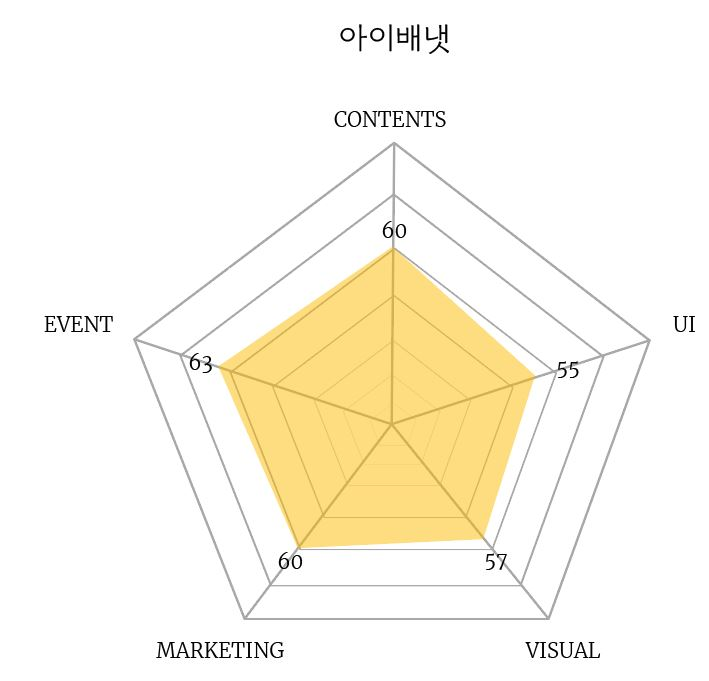 아이배냇
CONTENTS
60
EVENT
UI
63
55
60
57
MARKETING
VISUAL